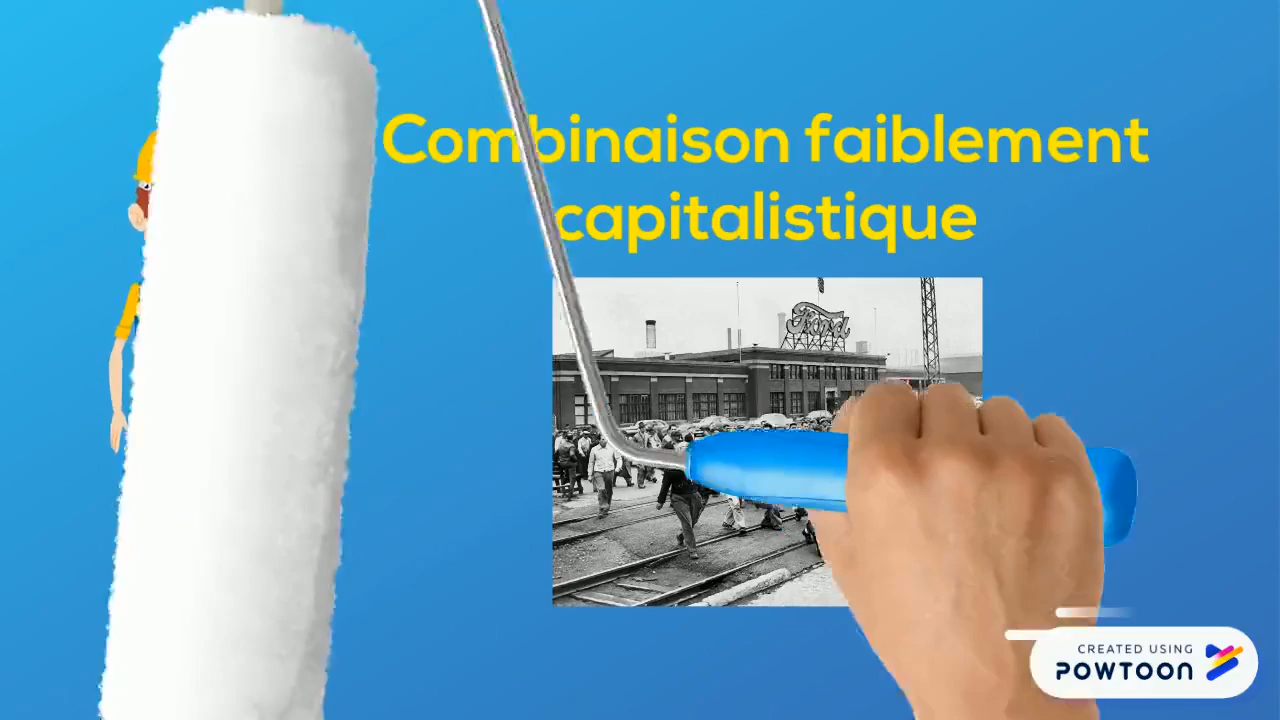 Combinaison faiblement
capitalistique
Ford
CREATED USING
POWTOON